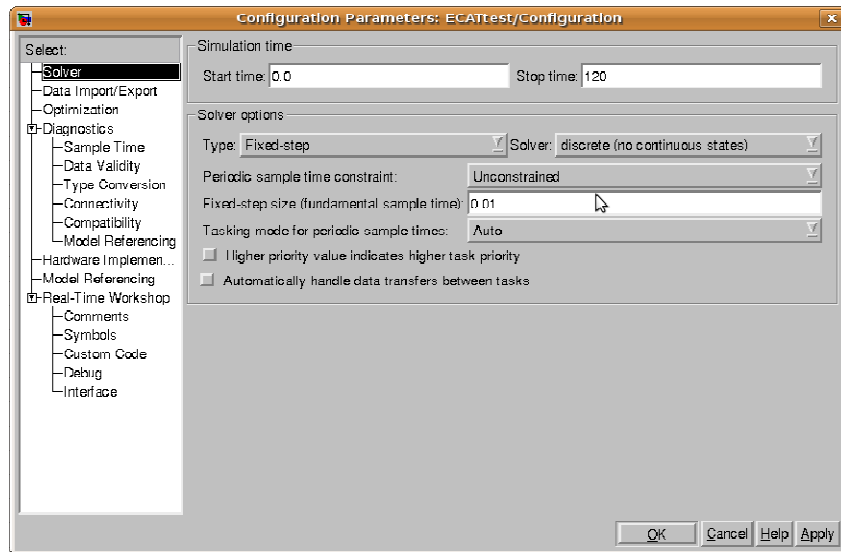 Configuration Parameters: ECATtest/Configuration
Select:
Solver
Data Import/Export
Optimization
Diagnostics
Sample Time
Data Validity
Type Conversion
Connectivity
Compatibility
Model Referencing
Hardware Implemen...
Model Referencing
Real-Time Workshop
Comments
Symbols
Custom Code
Debug
Interface
Simulation time
Start time: 0.0 Stop time: 120
Solver options
Type: Fixed-step Solver: discrete (no continuous states)
Periodic sample time constraint: Unconstrained
Fixed-step size (fundamental sample time): 0.01
Tasking mode for periodic sample times: Auto
Higher priority value indicates higher task priority
Automatically handle data transfers between tasks
OK Cancel Help Apply